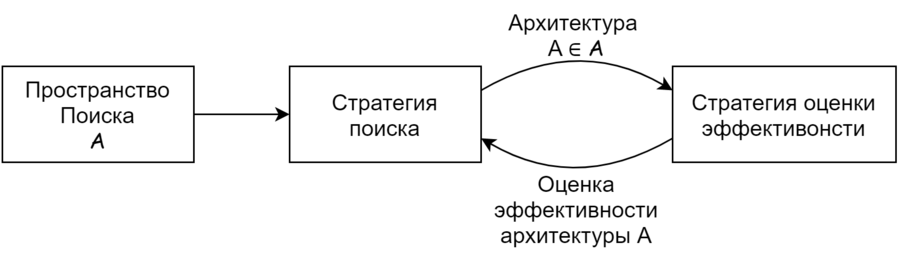 Архитектура
A ∈ 𝓐
Пространство
Поиска
𝓐
Стратегия
поиска
Стратегия оценки
эффективонсти
Оценка
эффективности
архитектуры A